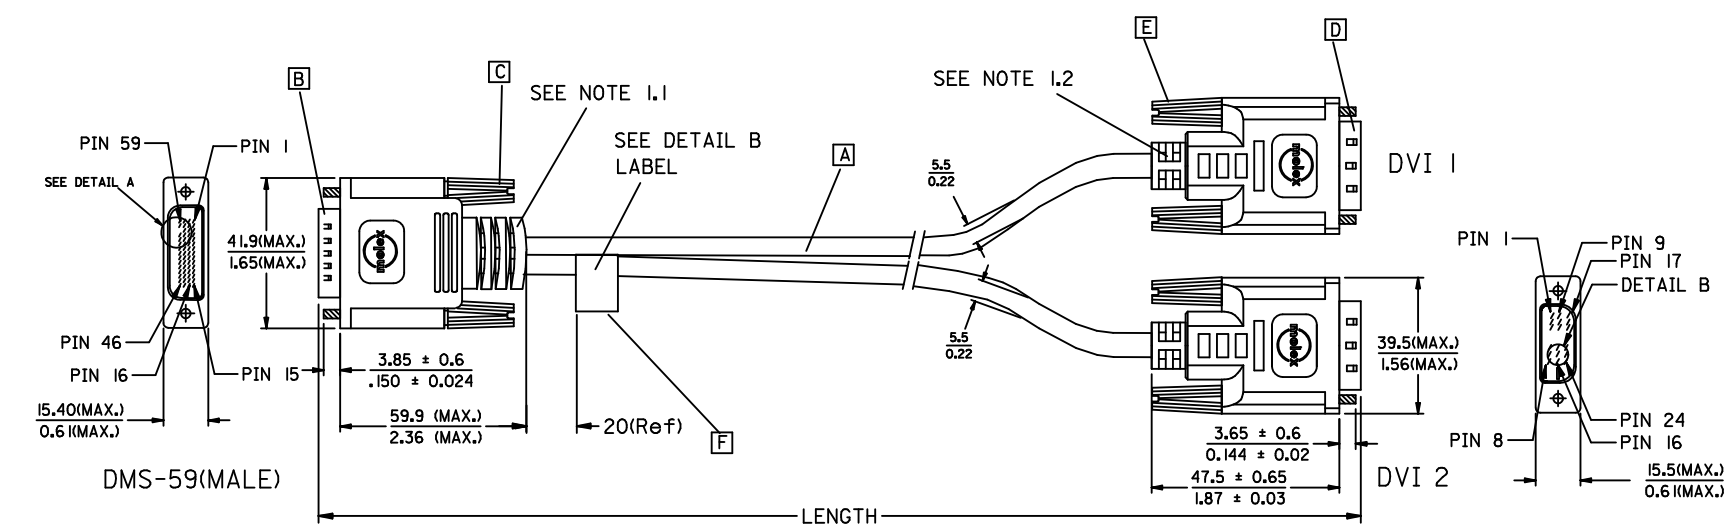 PIN 59
PIN 1
SEE DETAIL A
PIN 46
PIN 16
PIN 15
15.40(MAX.)
0.61(MAX.)
DMS-59(MALE)
B
C
SEE NOTE 1.1
SEE DETAIL B
LABEL
A
41.9(MAX.)
1.65(MAX.)
molex
3.85 ± 0.6
.150 ± 0.024
59.9 (MAX.)
2.36 (MAX.)
20(Ref)
F
LENGTH
5.5
0.22
5.5
0.22
SEE NOTE 1.2
E
D
molex
DVI 1
molex
39.5(MAX.)
1.56(MAX.)
3.65 ± 0.6
0.144 ± 0.02
47.5 ± 0.65
1.87 ± 0.03
DVI 2
PIN 1
PIN 9
PIN 17
DETAIL B
PIN 24
PIN 8
PIN 16
15.5(MAX.)
0.61(MAX.)